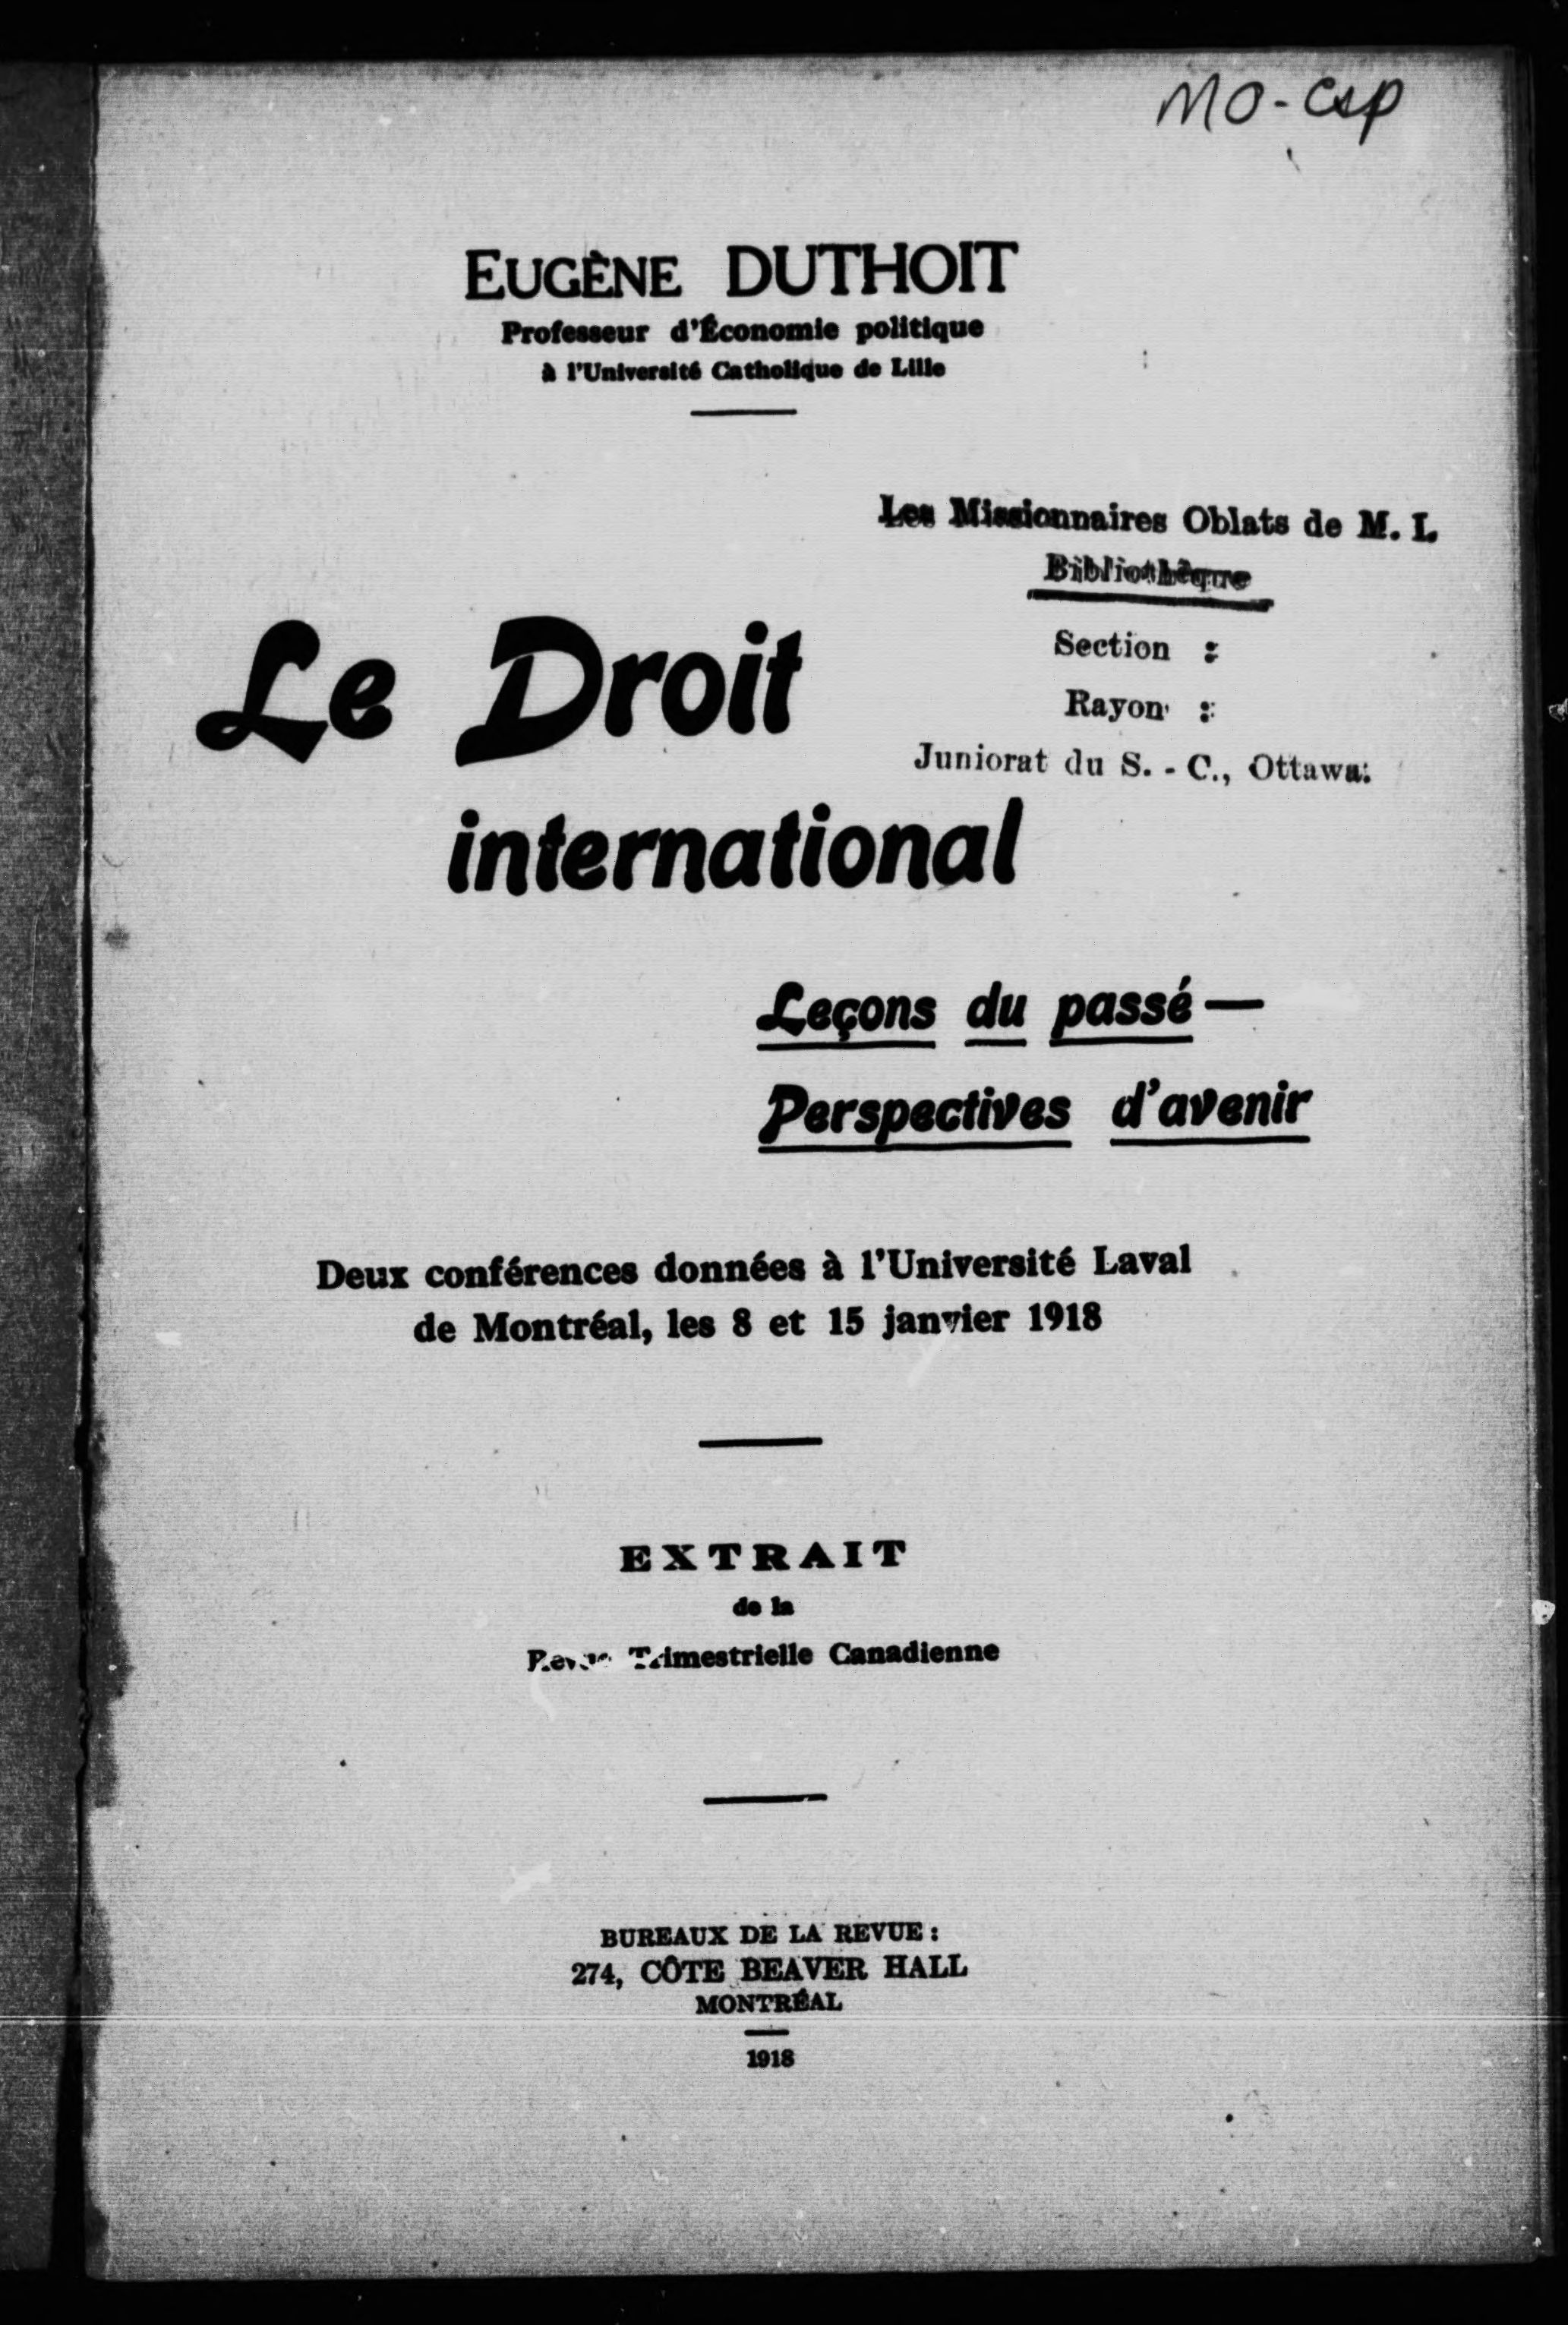 MO-csp
EUGÈNE DUTHOIT
Professeur d'Économie politique
à l'Université Catholique de Lille
Les Missionnaires Oblats de M. I.
Bibliothèque
Section :
Rayon :
Juniorat du S. - C., Ottawa.
Le Droit
international
Leçons du passé —
Perspectives d'avenir
Deux conférences données à l'Université Laval
de Montréal, les 8 et 15 janvier 1918
EXTRAIT
de la
Revue Trimestrielle Canadienne
BUREAUX DE LA REVUE :
274, CÔTE BEAVER HALL
MONTRÉAL
1918